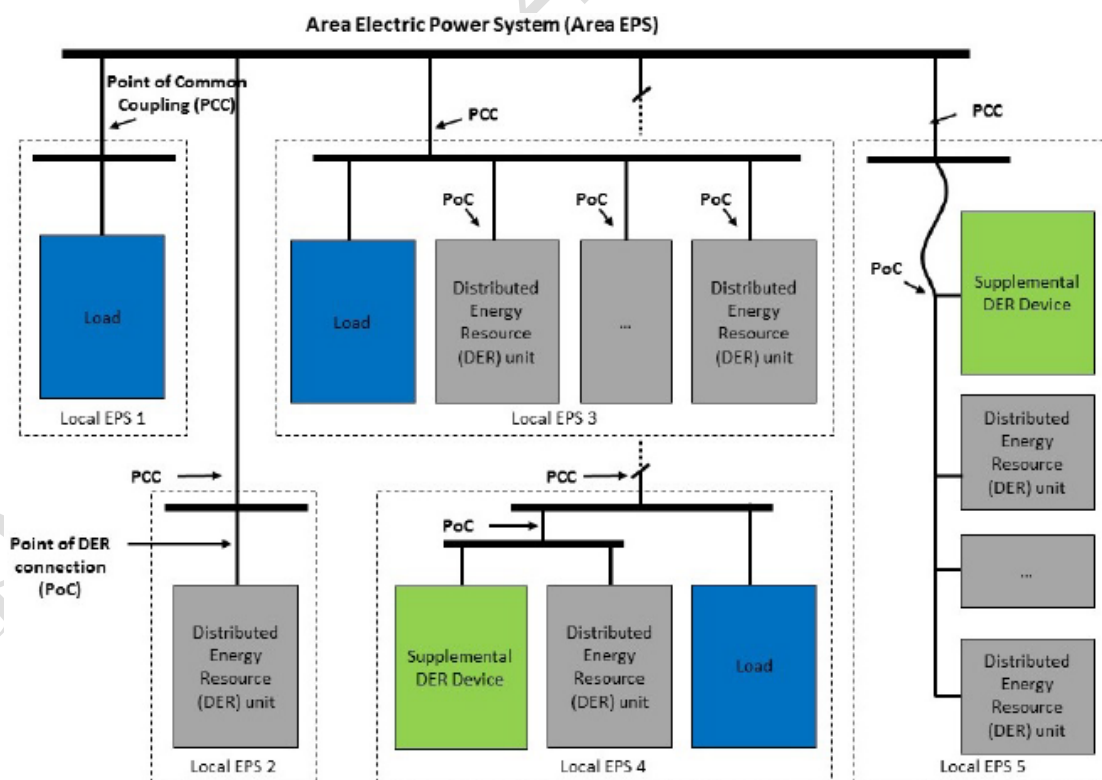 Area Electric Power System (Area EPS)
Point of Common
Coupling (PCC)
PCC
PCC
PoC
PoC
PoC
PoC
Load
Load
Distributed
Energy
Resource
(DER) unit
...
Distributed
Energy
Resource
(DER) unit
Supplemental
DER Device
Local EPS 1
Local EPS 3
Distributed
Energy
Resource
(DER) unit
PCC
PCC
PoC
Point of DER
connection
(PoC)
...
Distributed
Energy
Resource
(DER) unit
Supplemental
DER Device
Distributed
Energy
Resource
(DER) unit
Load
Distributed
Energy
Resource
(DER) unit
Local EPS 2
Local EPS 4
Local EPS 5